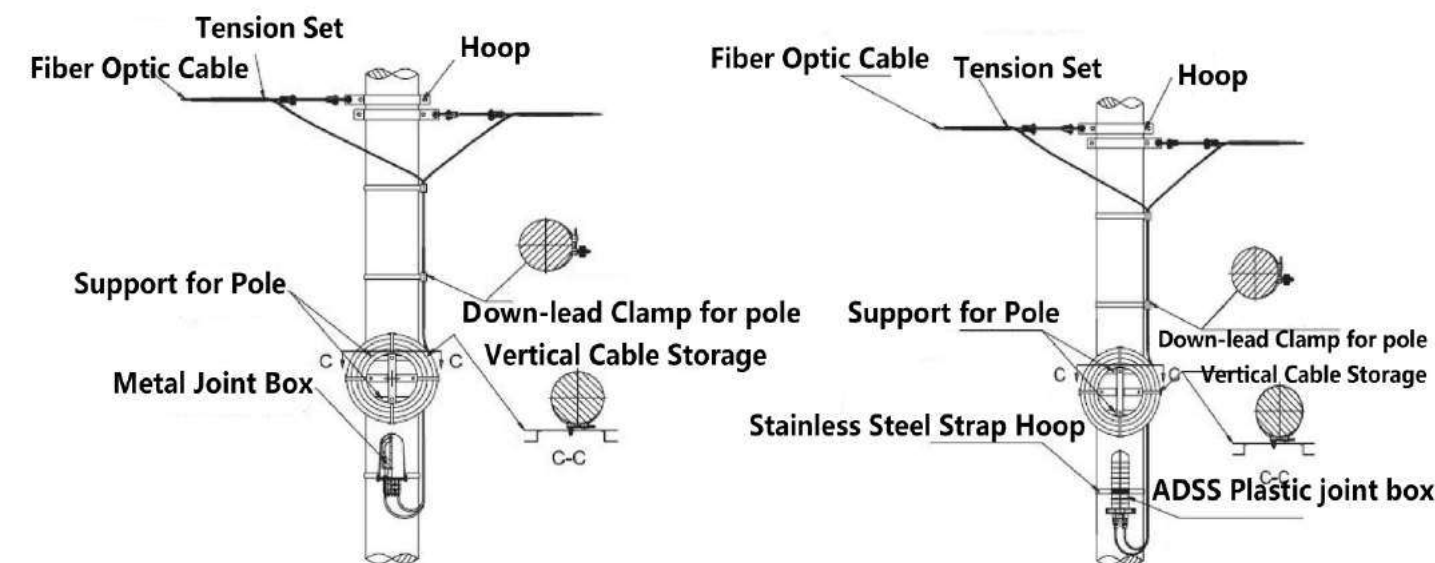 Tension Set
Hoop
Fiber Optic Cable
Support for Pole
Down-lead Clamp for pole
C C
Vertical Cable Storage
Metal Joint Box
C-C
Fiber Optic Cable
Tension Set
Hoop
Support for Pole
Down-lead Clamp for pole
C C
Vertical Cable Storage
Stainless Steel Strap Hoop
C-C
ADSS Plastic joint box